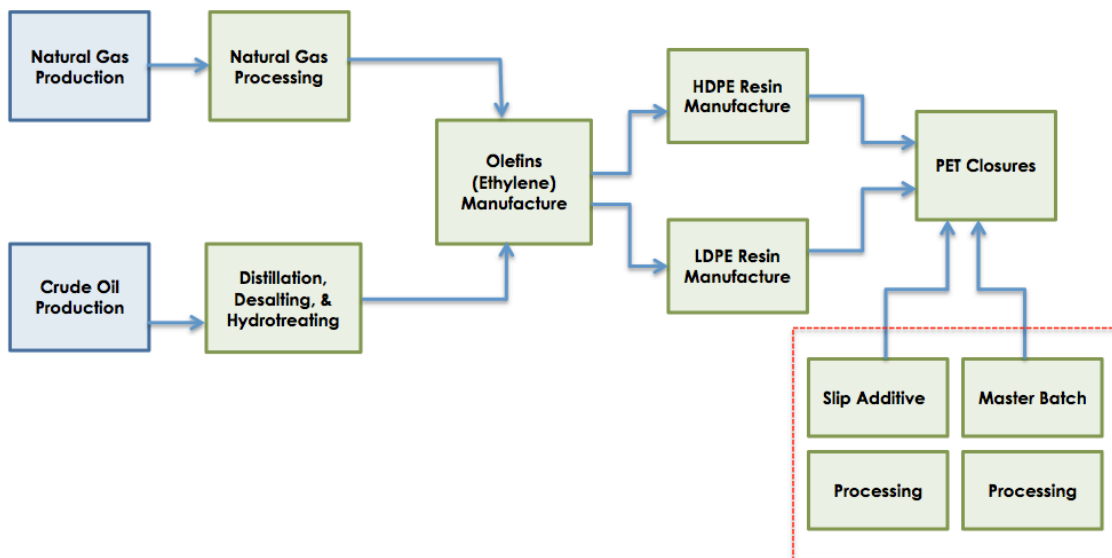 Natural Gas
Production
Natural Gas
Processing
HDPE Resin
Manufacture
Olefins
(Ethylene)
Manufacture
PET Closures
Crude Oil
Production
Distillation,
Desalting, &
Hydrotreating
LDPE Resin
Manufacture
Slip Additive
Master Batch
Processing
Processing